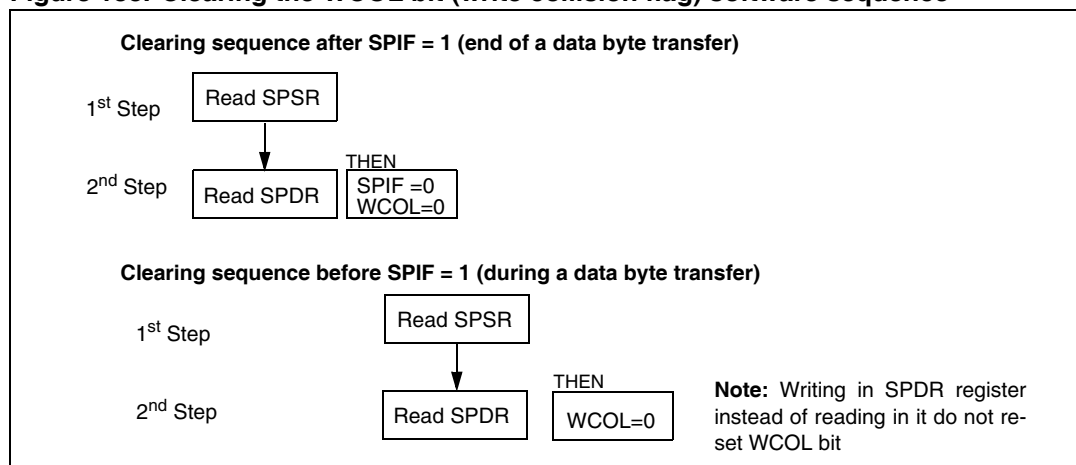 Clearing sequence after SPIF = 1 (end of a data byte transfer)
1st Step
Read SPSR
THEN
2nd Step
Read SPDR
SPIF =0
WCOL=0
Clearing sequence before SPIF = 1 (during a data byte transfer)
1st Step
Read SPSR
THEN
2nd Step
Read SPDR
WCOL=0
Note: Writing in SPDR register
instead of reading in it do not re-
set WCOL bit